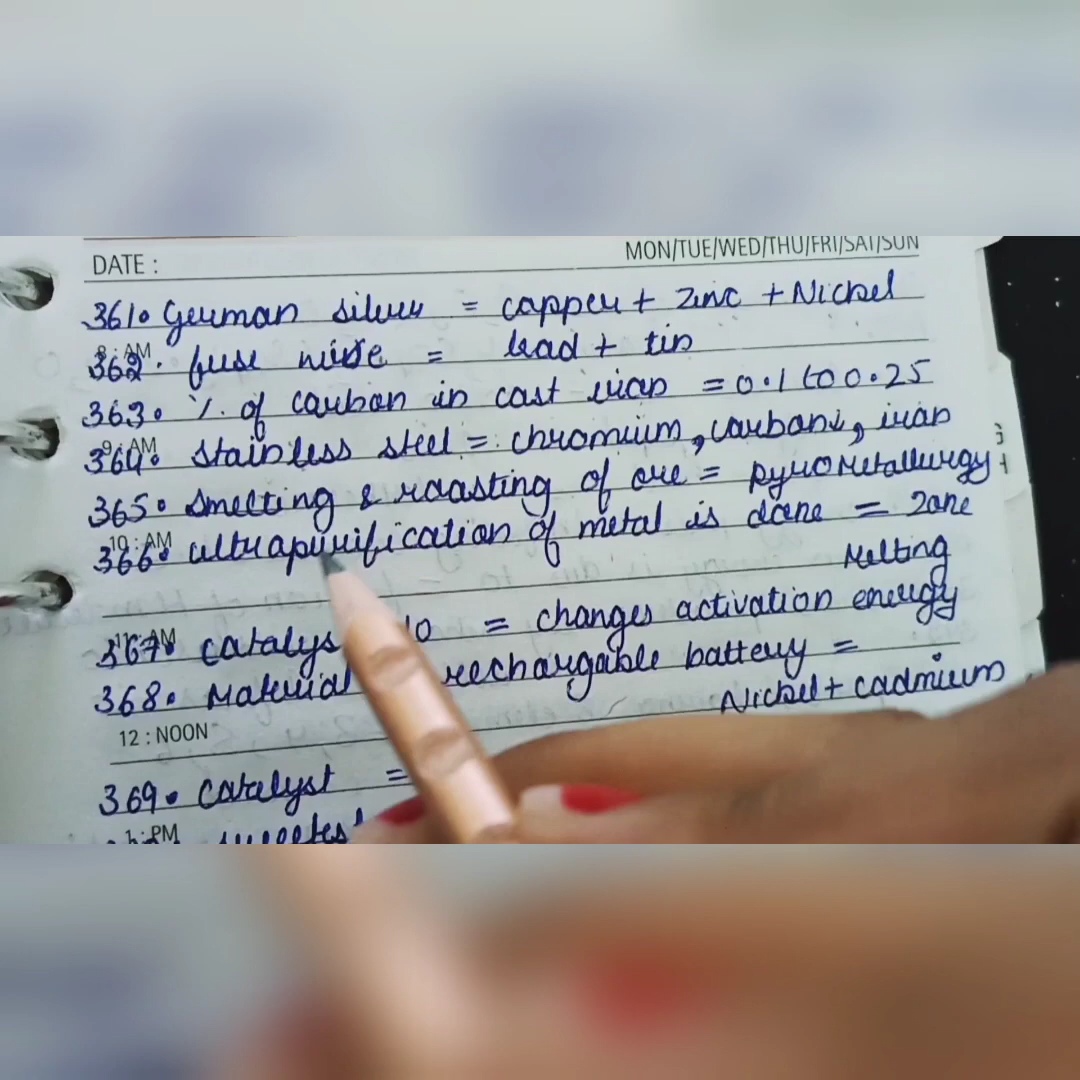 DATE :
MON/TUE/WED/THU/FRI/SAT/SUN
361. German silver = copper + zinc + Nickel
8 : AM
362. fuse wire = lead + tin
363. % of carbon in cast iron = 0.1 to 0.25
9 : AM
364. stainless steel = chromium, carbon, iron
365. Smelting & roasting of ore = pyrometallurgy
10 : AM
366. ultrapurification of metal is done = zone
Melting
11 : AM
367. catalys = changes activation energy
368. Material rechargable battery =
Nickel + cadmium
12 : NOON
369. catalyst =
1 : PM
sweetest